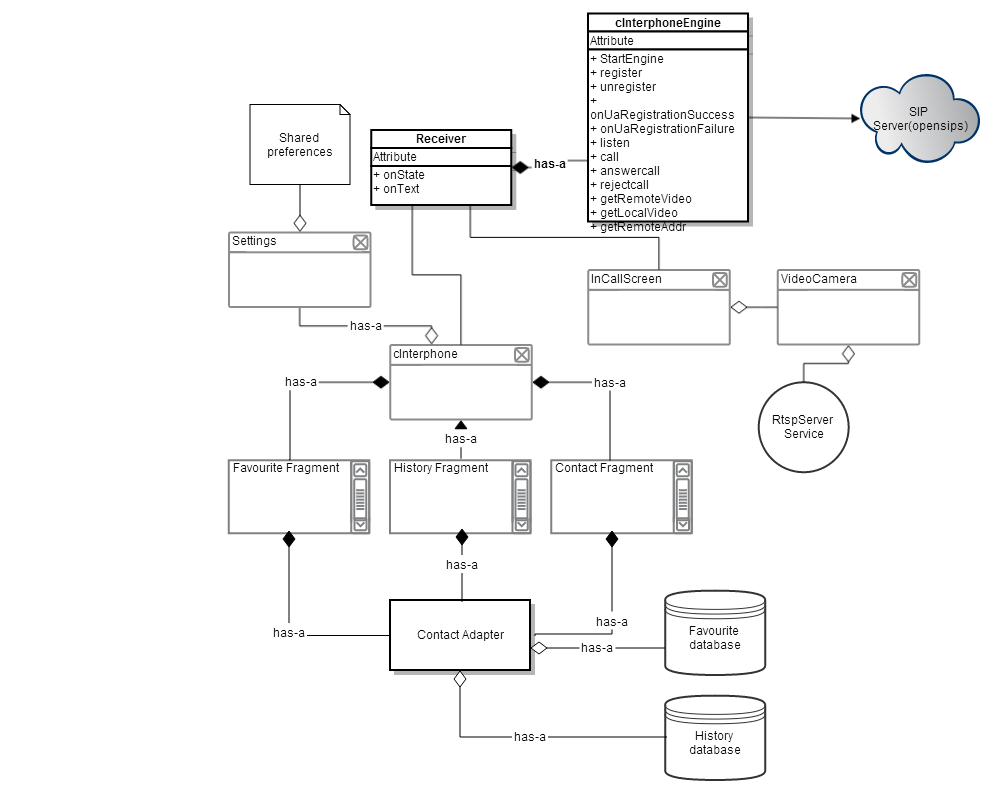 cInterphoneEngine
Attribute
+ StartEngine
+ register
+ unregister
+
onUaRegistrationSuccess
+ onUaRegistrationFailure
+ listen
+ call
+ answercall
+ rejectcall
+ getRemoteVideo
+ getLocalVideo
+ getRemoteAddr
SIP
Server(opensips)
Shared
preferences
Receiver
Attribute
+ onState
+ onText
has-a
Settings
InCallScreen
VideoCamera
has-a
cInterphone
has-a
has-a
has-a
RtspServer
Service
Favourite Fragment
History Fragment
Contact Fragment
has-a
has-a
has-a
Contact Adapter
has-a
Favourite
database
has-a
History
database